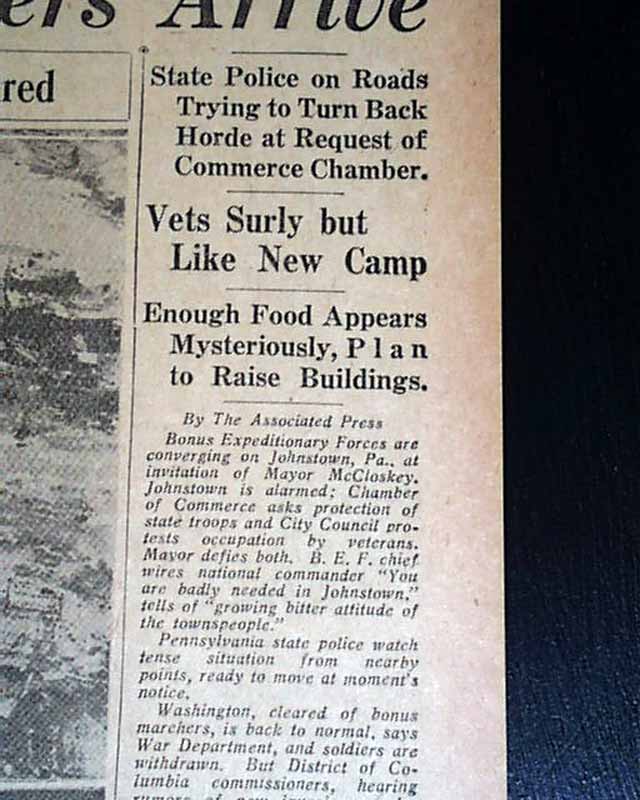 ers Arrive
red
State Police on Roads
Trying to Turn Back
Horde at Request of
Commerce Chamber.
Vets Surly but
Like New Camp
Enough Food Appears
Mysteriously, Plan
to Raise Buildings.
By The Associated Press
Bonus Expeditionary Forces are
converging on Johnstown, Pa., at
invitation of Mayor McCloskey.
Johnstown is alarmed; Chamber
of Commerce asks protection of
state troops and City Council pro-
tests occupation by veterans.
Mayor defies both. B. E. F. chief
wires national commander "You
are badly needed in Johnstown,"
tells of "growing bitter attitude of
the townspeople."
Pennsylvania state police watch
tense situation from nearby
points, ready to move at moment's
notice.
Washington, cleared of bonus
marchers, is back to normal, says
War Department, and soldiers are
withdrawn. But District of Co-
lumbia commissioners, hearing
rumors of new